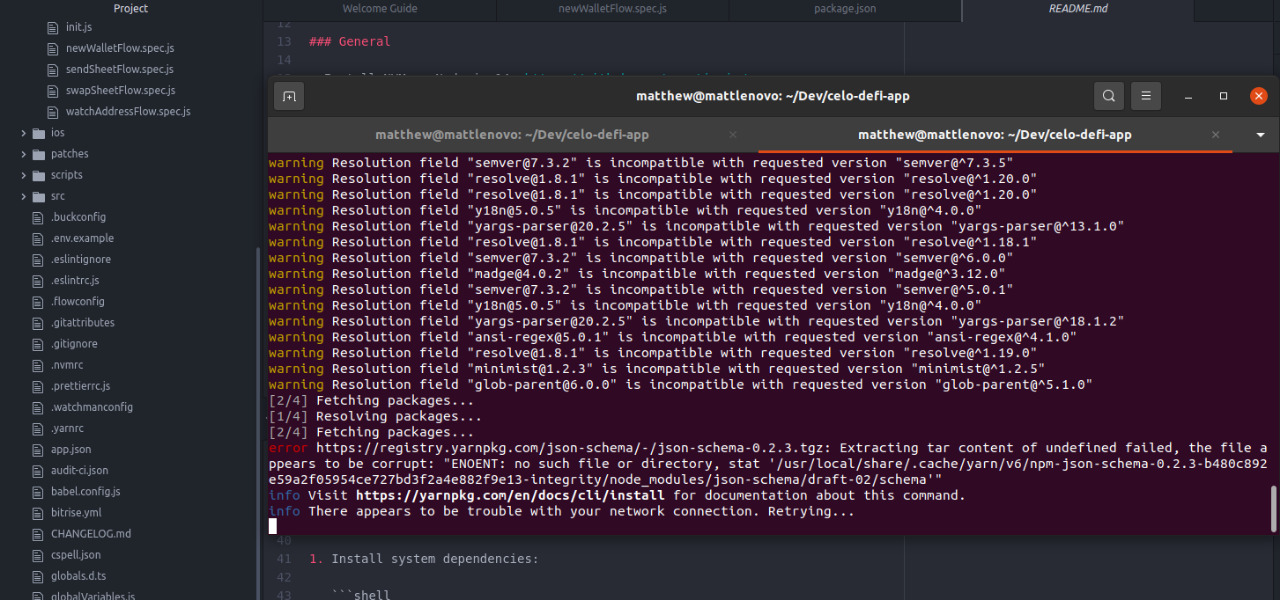 Project
Welcome Guide
newWalletFlow.spec.js
package.json
README.md
init.js
newWalletFlow.spec.js
sendSheetFlow.spec.js
swapSheetFlow.spec.js
watchAddressFlow.spec.js
ios
patches
scripts
src
.buckconfig
.env.example
.eslintignore
.eslintrc.js
.flowconfig
.gitattributes
.gitignore
.nvmrc
.prettierrc.js
.watchmanconfig
.yarnrc
app.json
audit-ci.json
babel.config.js
bitrise.yml
CHANGELOG.md
cspell.json
globals.d.ts
globalVariables.js
12
13 ### General
14
matthew@mattlenovo: ~/Dev/celo-defi-app
matthew@mattlenovo: ~/Dev/celo-defi-app
matthew@mattlenovo: ~/Dev/celo-defi-app
warning Resolution field "semver@7.3.2" is incompatible with requested version "semver@^7.3.5"
warning Resolution field "resolve@1.8.1" is incompatible with requested version "resolve@^1.20.0"
warning Resolution field "resolve@1.8.1" is incompatible with requested version "resolve@^1.20.0"
warning Resolution field "y18n@5.0.5" is incompatible with requested version "y18n@^4.0.0"
warning Resolution field "yargs-parser@20.2.5" is incompatible with requested version "yargs-parser@^13.1.0"
warning Resolution field "resolve@1.8.1" is incompatible with requested version "resolve@^1.18.1"
warning Resolution field "semver@7.3.2" is incompatible with requested version "semver@^6.0.0"
warning Resolution field "madge@4.0.2" is incompatible with requested version "madge@^3.12.0"
warning Resolution field "semver@7.3.2" is incompatible with requested version "semver@^5.0.1"
warning Resolution field "y18n@5.0.5" is incompatible with requested version "y18n@^4.0.0"
warning Resolution field "yargs-parser@20.2.5" is incompatible with requested version "yargs-parser@^18.1.2"
warning Resolution field "ansi-regex@5.0.1" is incompatible with requested version "ansi-regex@^4.1.0"
warning Resolution field "resolve@1.8.1" is incompatible with requested version "resolve@^1.19.0"
warning Resolution field "minimist@1.2.3" is incompatible with requested version "minimist@^1.2.5"
warning Resolution field "glob-parent@6.0.0" is incompatible with requested version "glob-parent@^5.1.0"
[2/4] Fetching packages...
[1/4] Resolving packages...
[2/4] Fetching packages...
error https://registry.yarnpkg.com/json-schema/-/json-schema-0.2.3.tgz: Extracting tar content of undefined failed, the file a
ppears to be corrupt: "ENOENT: no such file or directory, stat '/usr/local/share/.cache/yarn/v6/npm-json-schema-0.2.3-b480c892
e59a2f05954ce727bd3f2a4e882f9e13-integrity/node_modules/json-schema/draft-02/schema'"
info Visit https://yarnpkg.com/en/docs/cli/install for documentation about this command.
info There appears to be trouble with your network connection. Retrying...
40
41 1. Install system dependencies:
42
43 ```shell